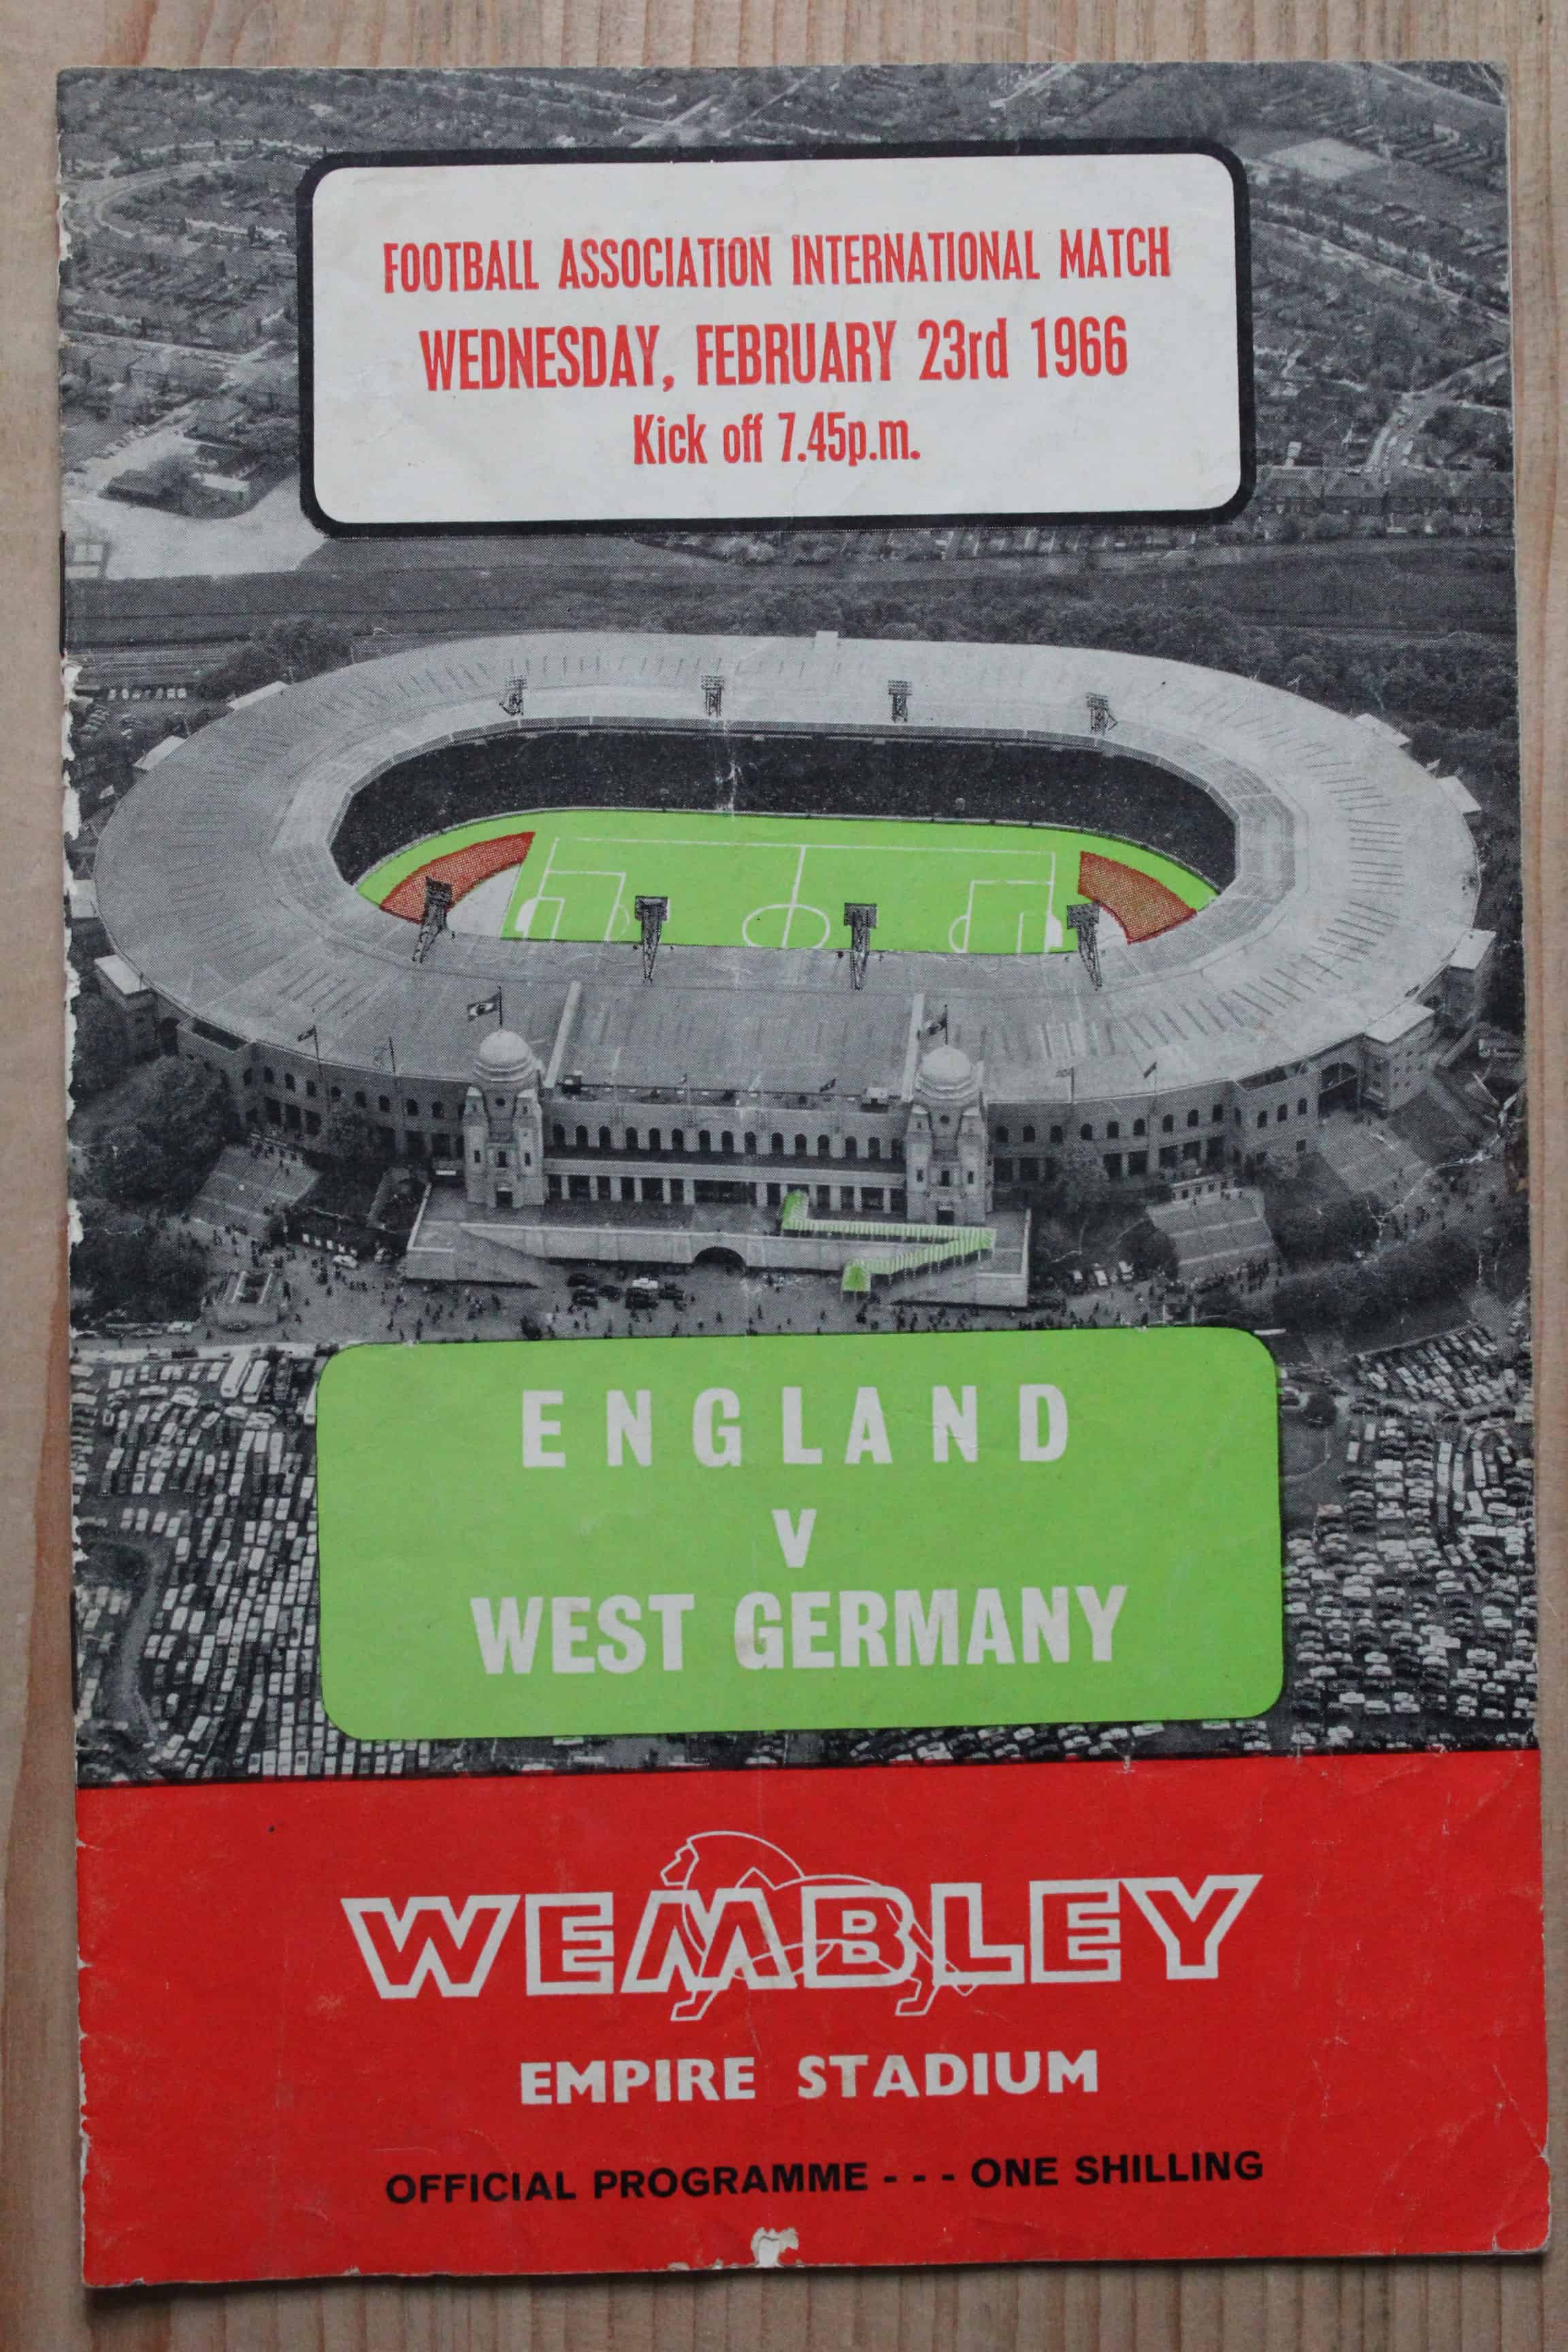 FOOTBALL ASSOCIATION INTERNATIONAL MATCH
WEDNESDAY, FEBRUARY 23rd 1966
Kick off 7.45p.m.
ENGLAND
V
WEST GERMANY
WEMBLEY
EMPIRE STADIUM
OFFICIAL PROGRAMME - - - ONE SHILLING